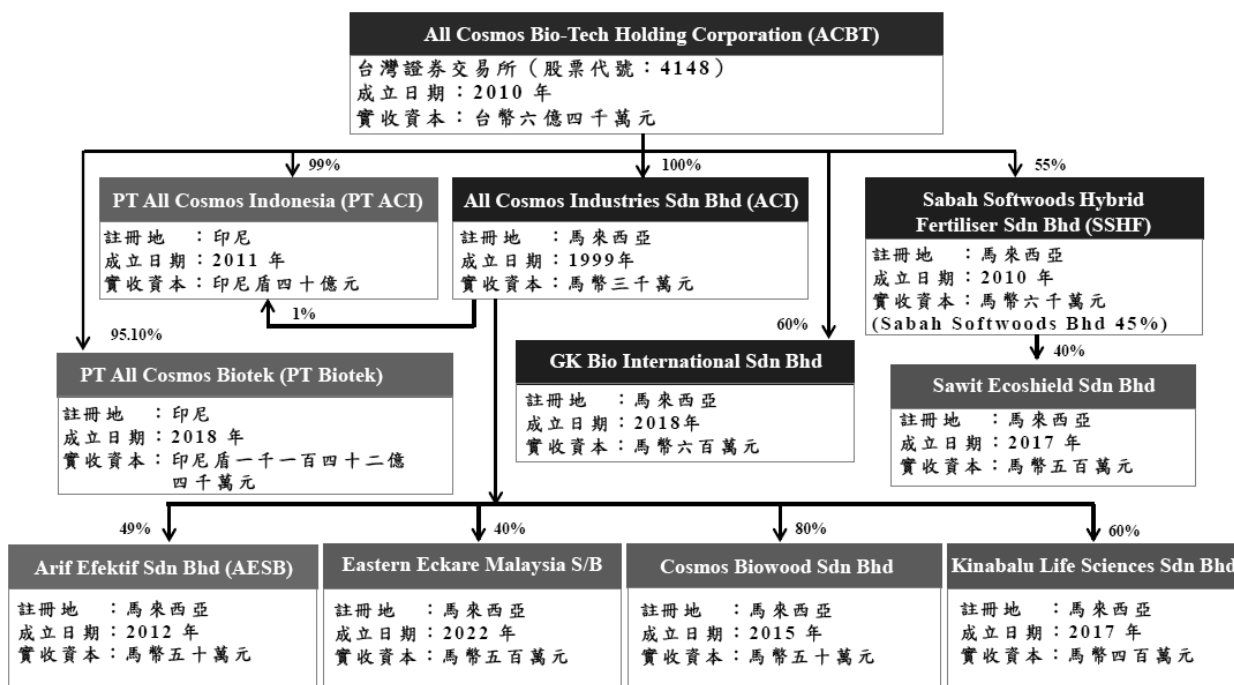 All Cosmos Bio-Tech Holding Corporation (ACBT)
台灣證券交易所（股票代號：4148）
成立日期：2010 年
實收資本：台幣六億四千萬元
99%
100%
55%
PT All Cosmos Indonesia (PT ACI)
註冊地　：印尼
成立日期：2011 年
實收資本：印尼盾四十億元
All Cosmos Industries Sdn Bhd (ACI)
註冊地　：馬來西亞
成立日期：1999年
實收資本：馬幣三千萬元
Sabah Softwoods Hybrid
Fertiliser Sdn Bhd (SSHF)
註冊地　：馬來西亞
成立日期：2010 年
實收資本：馬幣六千萬元
(Sabah Softwoods Bhd 45%)
1%
60%
95.10%
40%
PT All Cosmos Biotek (PT Biotek)
註冊地　：印尼
成立日期：2018 年
實收資本：印尼盾一千一百四十二億
四千萬元
GK Bio International Sdn Bhd
註冊地　：馬來西亞
成立日期：2018年
實收資本：馬幣六百萬元
Sawit Ecoshield Sdn Bhd
註冊地　：馬來西亞
成立日期：2017 年
實收資本：馬幣五百萬元
49%
40%
80%
60%
Arif Efektif Sdn Bhd (AESB)
註冊地　：馬來西亞
成立日期：2012 年
實收資本：馬幣五十萬元
Eastern Eckare Malaysia S/B
註冊地　：馬來西亞
成立日期：2022 年
實收資本：馬幣五百萬元
Cosmos Biowood Sdn Bhd
註冊地　：馬來西亞
成立日期：2015 年
實收資本：馬幣五十萬元
Kinabalu Life Sciences Sdn Bhd
註冊地　：馬來西亞
成立日期：2017 年
實收資本：馬幣四百萬元